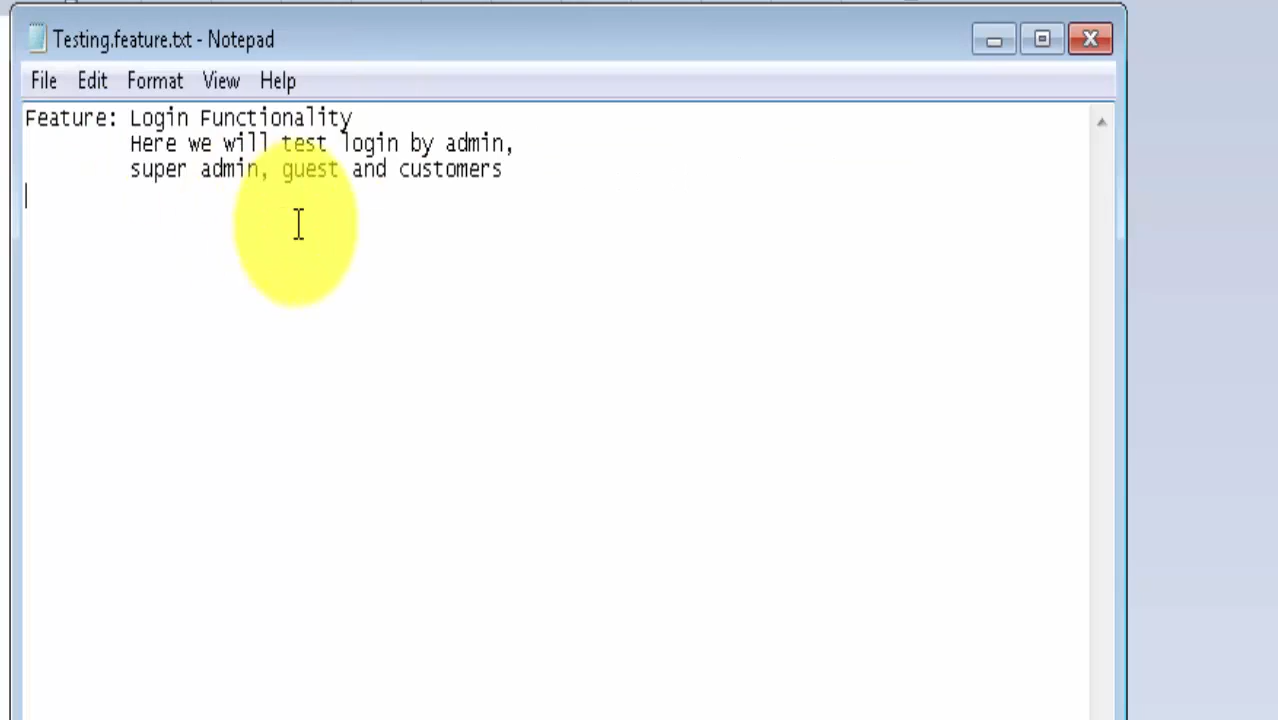 Testing.feature.txt - Notepad
File Edit Format View Help
Feature: Login Functionality
Here we will test login by admin,
super admin, guest and customers